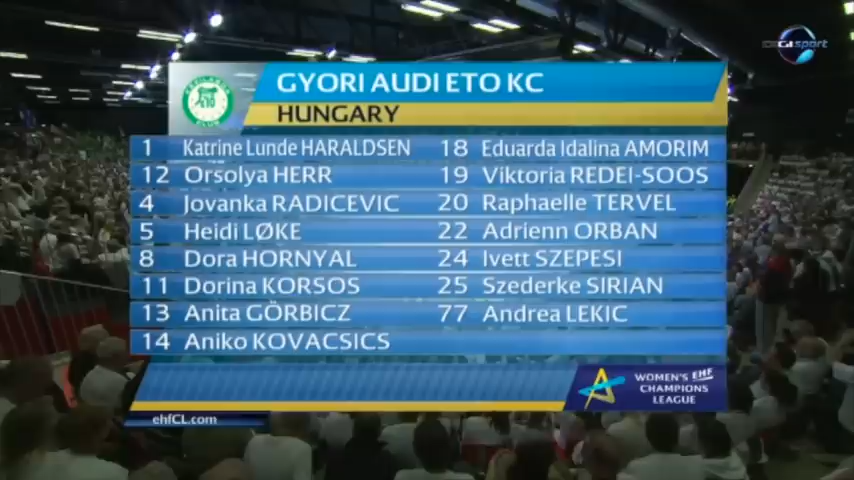 DIGI sport
GYORI AUDI ETO KC
HUNGARY
1 Katrine Lunde HARALDSEN
12 Orsolya HERR
4 Jovanka RADICEVIC
5 Heidi LØKE
8 Dora HORNYAL
11 Dorina KORSOS
13 Anita GÖRBICZ
14 Aniko KOVACSICS
18 Eduarda Idalina AMORIM
19 Viktoria REDEI-SOOS
20 Raphaelle TERVEL
22 Adrienn ORBAN
24 Ivett SZEPESI
25 Szederke SIRIAN
77 Andrea LEKIC
WOMEN'S EHF
CHAMPIONS
LEAGUE
ehfCL.com